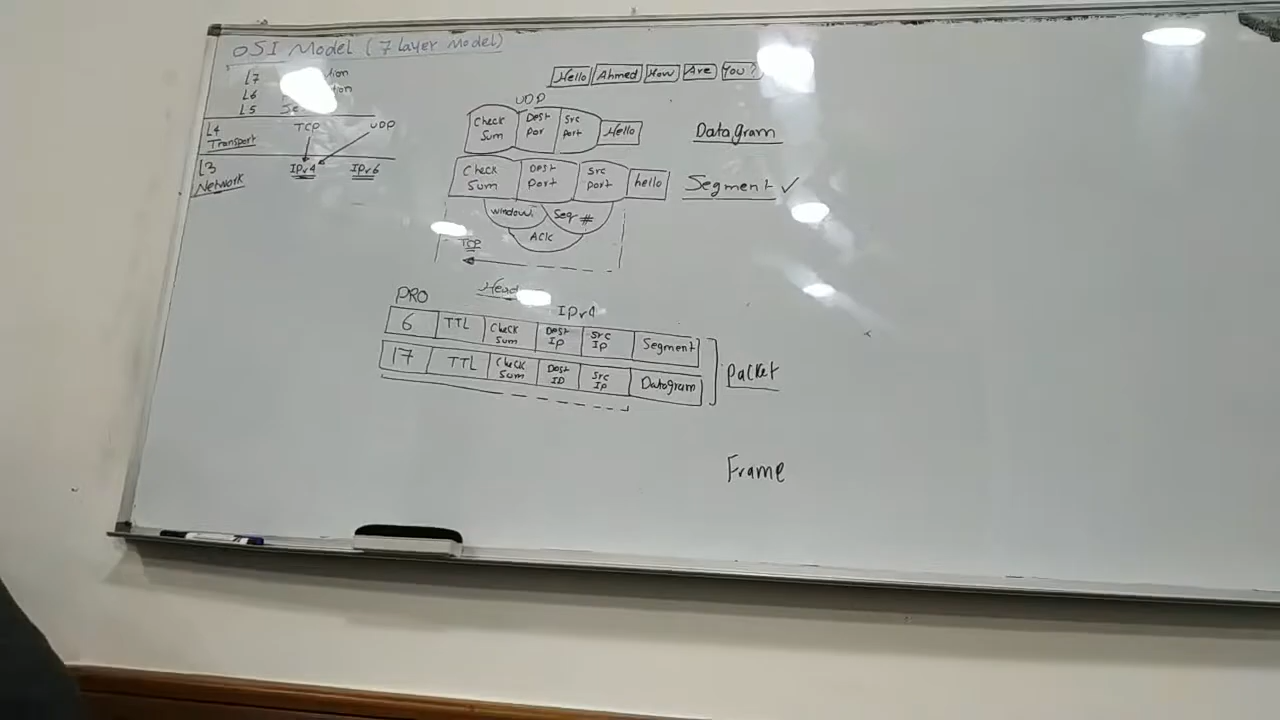 OSI Model (7 layer Model)
L7
L6
L5
L4 TCP UDP
Transport
L3 IPv4 IPv6
Network
Hello Ahmed How Are You?
UDP
Check Sum Dest Por Src Port Hello Datagram
Check Sum Dest Port Src Port hello Segment ✓
window Seq #
Ack
TCP
Head
PRO IPv4
6 TTL Check Sum Dest Ip Src IP Segment
17 TTL Check Sum Dest ID Src Ip Datagram
Packet
Frame